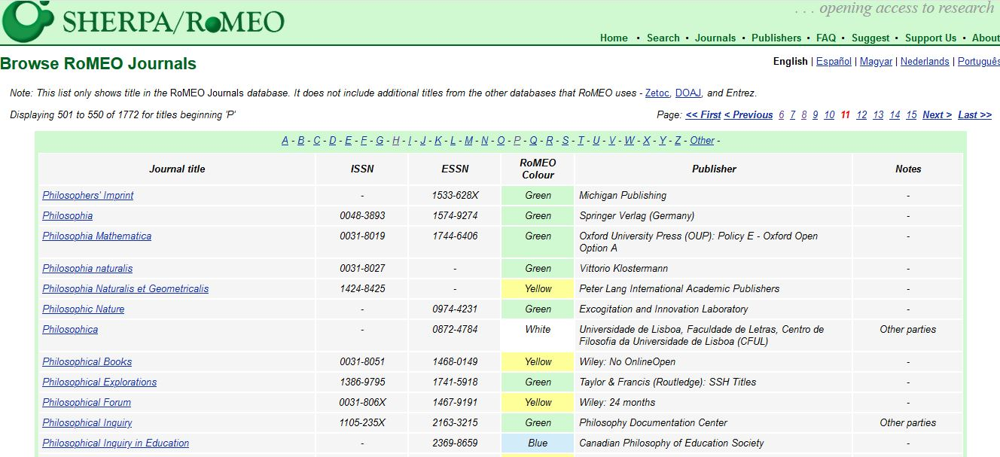 SHERPA/RoMEO
. . . opening access to research
Home • Search • Journals • Publishers • FAQ • Suggest • Support Us • About
Browse RoMEO Journals
English | Español | Magyar | Nederlands | Português
Note: This list only shows title in the RoMEO Journals database. It does not include additional titles from the other databases that RoMEO uses - Zetoc, DOAJ, and Entrez.
Displaying 501 to 550 of 1772 for titles beginning 'P'
Page: << First < Previous 6 7 8 9 10 11 12 13 14 15 Next > Last >>
A - B - C - D - E - F - G - H - I - J - K - L - M - N - O - P - Q - R - S - T - U - V - W - X - Y - Z - Other -
Journal title ISSN ESSN RoMEO Colour Publisher Notes
Philosophers' Imprint - 1533-628X Green Michigan Publishing -
Philosophia 0048-3893 1574-9274 Green Springer Verlag (Germany) -
Philosophia Mathematica 0031-8019 1744-6406 Green Oxford University Press (OUP): Policy E - Oxford Open Option A -
Philosophia naturalis 0031-8027 - Green Vittorio Klostermann -
Philosophia Naturalis et Geometricalis 1424-8425 - Yellow Peter Lang International Academic Publishers -
Philosophic Nature - 0974-4231 Green Excogitation and Innovation Laboratory -
Philosophica - 0872-4784 White Universidade de Lisboa, Faculdade de Letras, Centro de Filosofia da Universidade de Lisboa (CFUL) Other parties
Philosophical Books 0031-8051 1468-0149 Yellow Wiley: No OnlineOpen -
Philosophical Explorations 1386-9795 1741-5918 Green Taylor & Francis (Routledge): SSH Titles -
Philosophical Forum 0031-806X 1467-9191 Yellow Wiley: 24 months -
Philosophical Inquiry 1105-235X 2163-3215 Green Philosophy Documentation Center Other parties
Philosophical Inquiry in Education - 2369-8659 Blue Canadian Philosophy of Education Society -